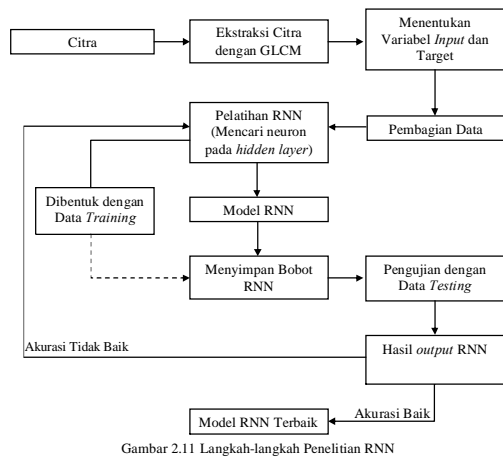 Citra
Ekstraksi Citra
dengan GLCM
Menentukan
Variabel Input dan
Target
Pelatihan RNN
(Mencari neuron
pada hidden layer)
Pembagian Data
Dibentuk dengan
Data Training
Model RNN
Menyimpan Bobot
RNN
Pengujian dengan
Data Testing
Akurasi Tidak Baik
Hasil output RNN
Akurasi Baik
Model RNN Terbaik
Gambar 2.11 Langkah-langkah Penelitian RNN